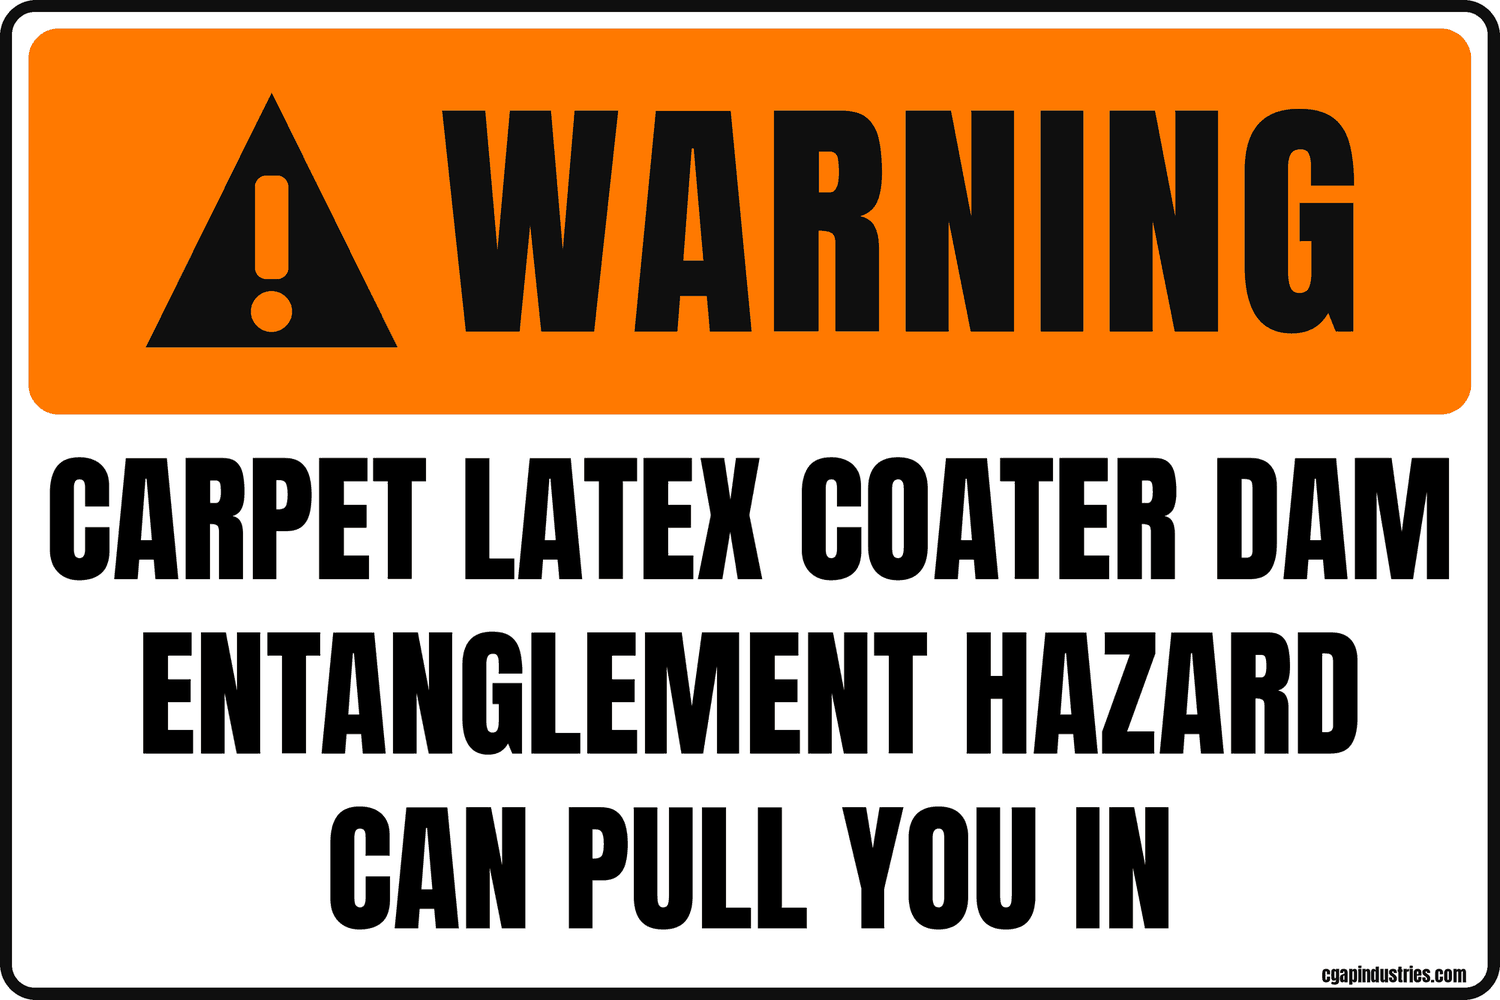 WARNING
CARPET LATEX COATER DAM
ENTANGLEMENT HAZARD
CAN PULL YOU IN
cgapindustries.com